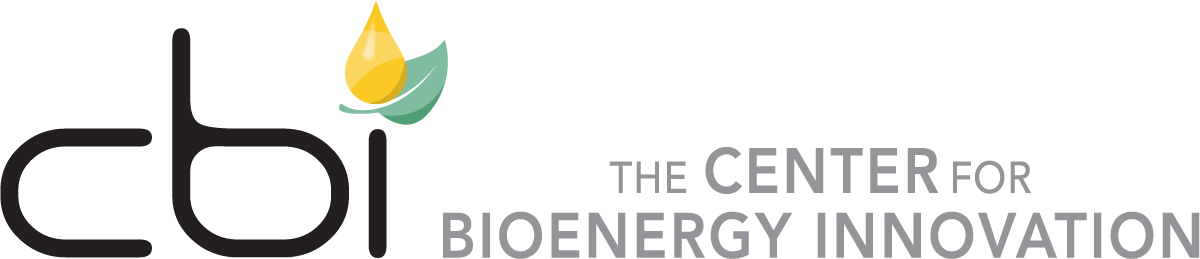 cbi
THE CENTER FOR
BIOENERGY INNOVATION